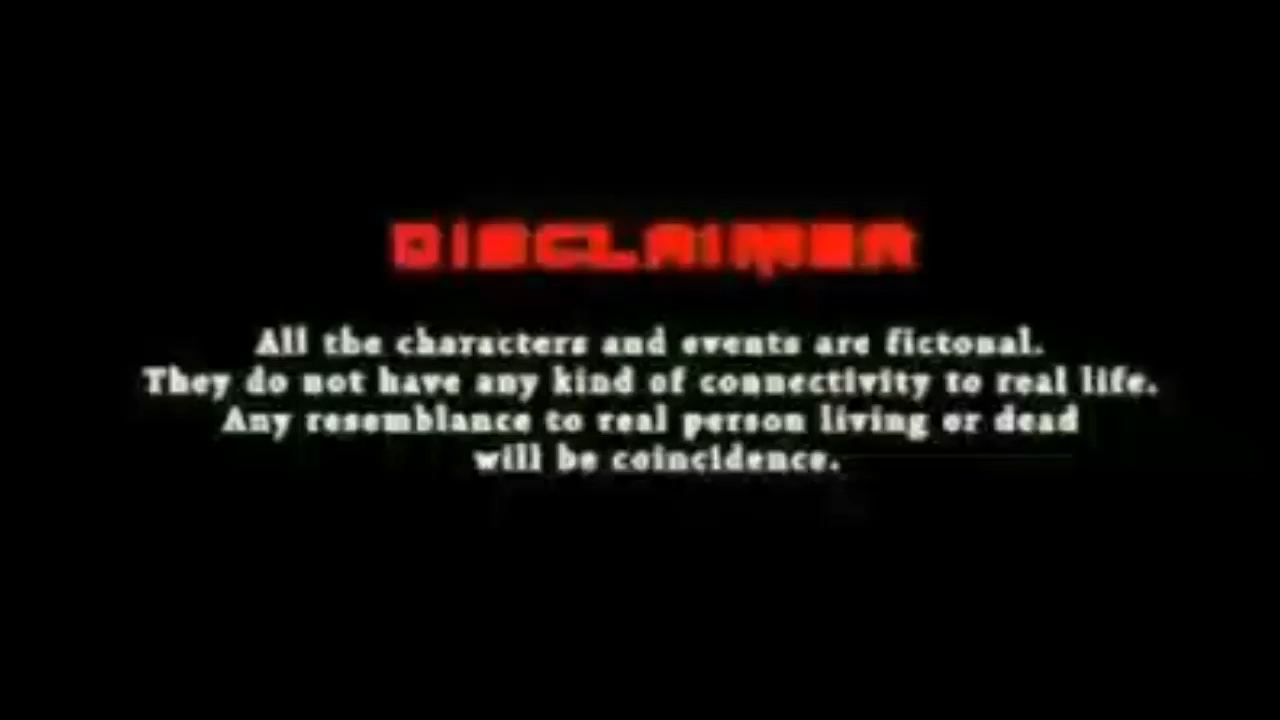 DISCLAIMER
All the characters and events are fictonal.
They do not have any kind of connectivity to real life.
Any resemblance to real person living or dead
will be coincidence.